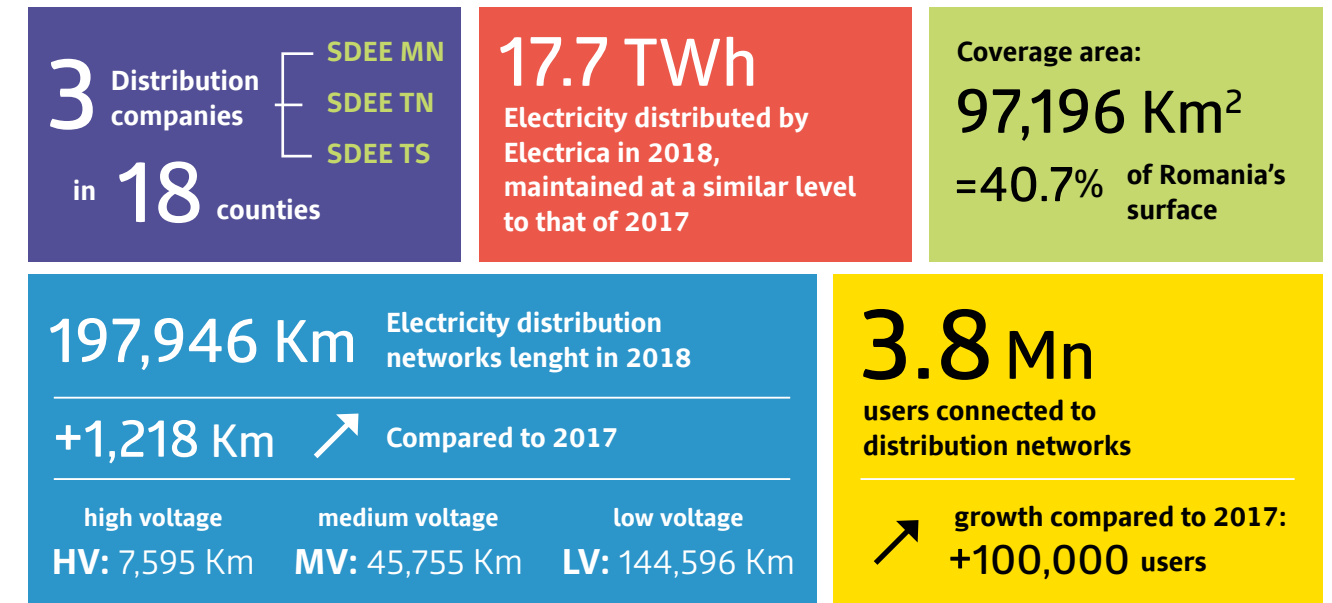 3 Distribution companies
SDEE MN
SDEE TN
SDEE TS
in 18 counties
17.7 TWh
Electricity distributed by
Electrica in 2018,
maintained at a similar level
to that of 2017
Coverage area:
97,196 Km²
=40.7% of Romania's
surface
197,946 Km
Electricity distribution
networks lenght in 2018
+1,218 Km
Compared to 2017
high voltage
HV: 7,595 Km
medium voltage
MV: 45,755 Km
low voltage
LV: 144,596 Km
3.8 Mn
users connected to
distribution networks
growth compared to 2017:
+100,000 users